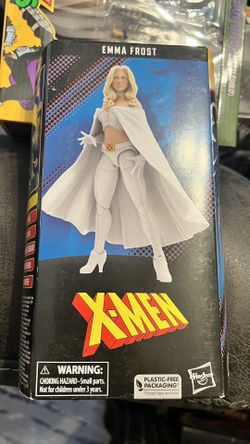 EMMA FROST
X-MEN
WARNING:
CHOKING HAZARD–Small parts.
Not for children under 3 years.
PLASTIC-FREE
PACKAGING*
Hasbro